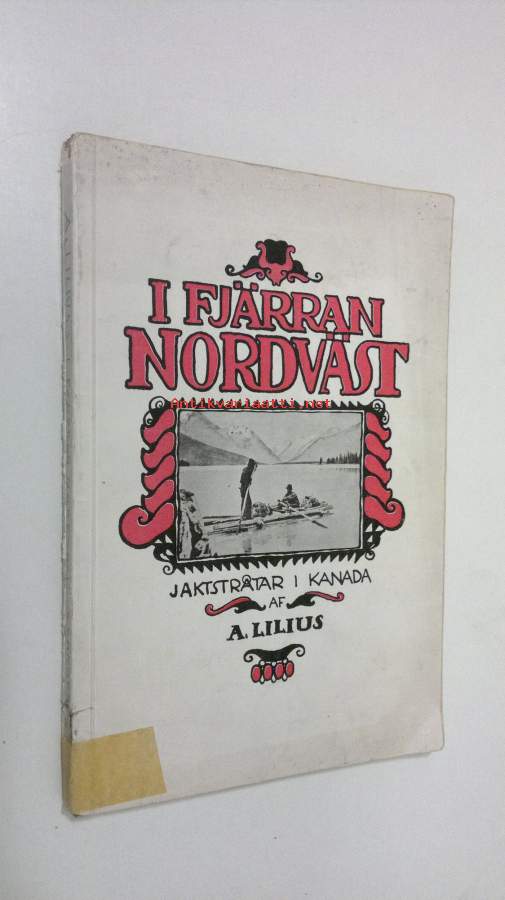 I FJÄRRAN
NORDVÄST
Antikvariaatti.net
JAKTSTRÅTAR I KANADA
AF
A. LILIUS